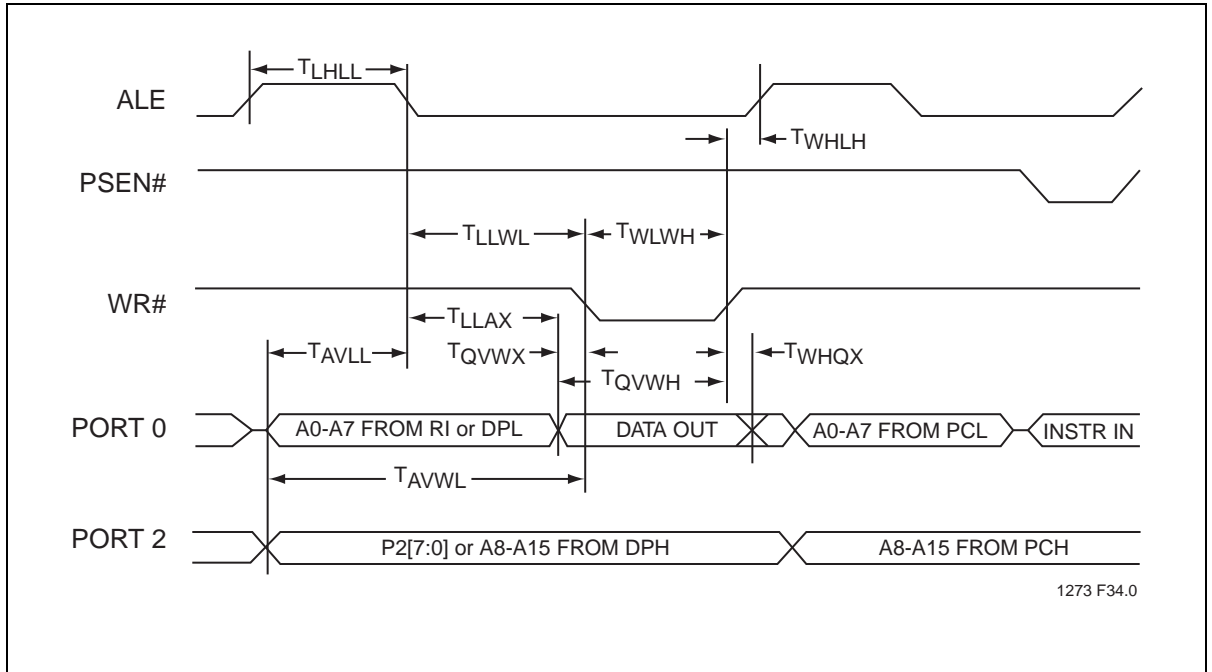 TLHLL
ALE
TWHLH
PSEN#
TLLWL
TWLWH
WR#
TLLAX
TAVLL
TQVWX
TWHQX
TQVWH
PORT 0
A0-A7 FROM RI or DPL
DATA OUT
A0-A7 FROM PCL
INSTR IN
TAVWL
PORT 2
P2[7:0] or A8-A15 FROM DPH
A8-A15 FROM PCH
1273 F34.0